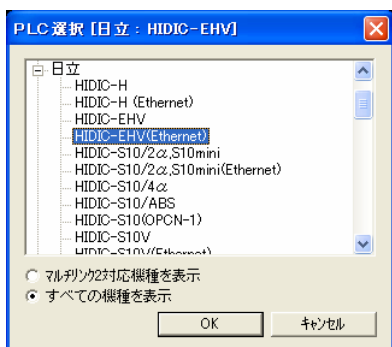 PLC選択 [日立 : HIDIC-EHV]
日立
HIDIC-H
HIDIC-H (Ethernet)
HIDIC-EHV
HIDIC-EHV(Ethernet)
HIDIC-S10/2α,S10mini
HIDIC-S10/2α,S10mini(Ethernet)
HIDIC-S10/4α
HIDIC-S10/ABS
HIDIC-S10(OPCN-1)
HIDIC-S10V
HIDIC-S10V(Ethernet)
マルチリンク2対応機種を表示
すべての機種を表示
OK キャンセル